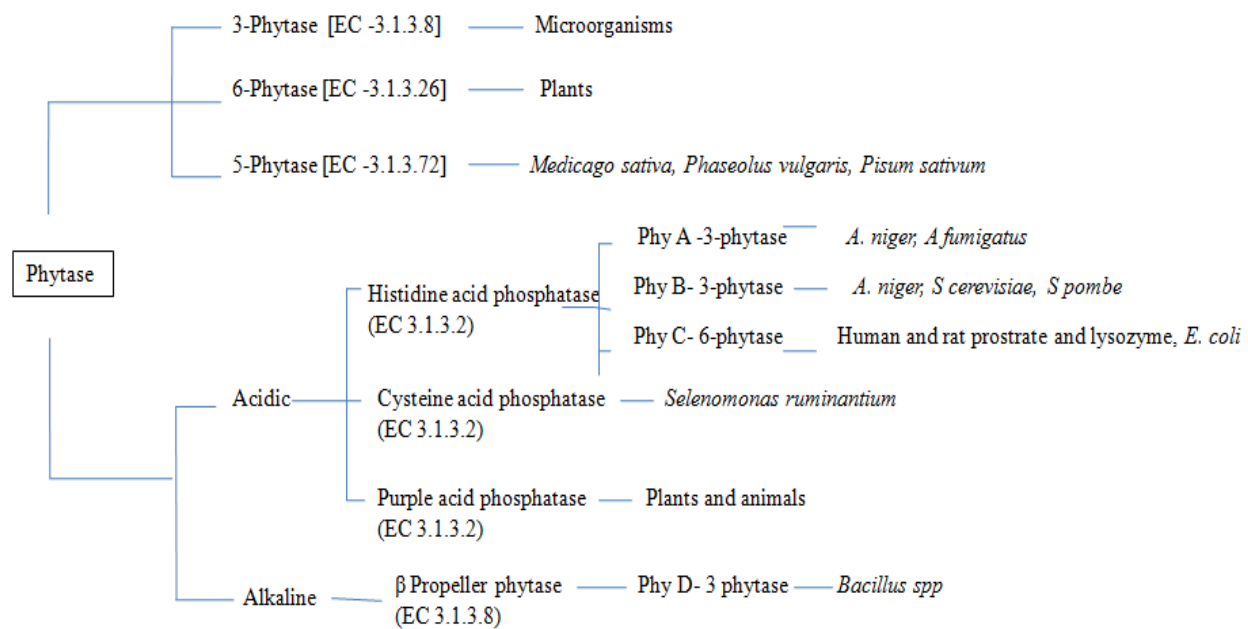 3-Phytase [EC -3.1.3.8] Microorganisms
6-Phytase [EC -3.1.3.26] Plants
5-Phytase [EC -3.1.3.72] Medicago sativa, Phaseolus vulgaris, Pisum sativum
Phytase
Acidic
Histidine acid phosphatase
(EC 3.1.3.2)
Phy A -3-phytase A. niger, A fumigatus
Phy B- 3-phytase A. niger, S cerevisiae, S pombe
Phy C- 6-phytase Human and rat prostrate and lysozyme, E. coli
Cysteine acid phosphatase Selenomonas ruminantium
(EC 3.1.3.2)
Purple acid phosphatase Plants and animals
(EC 3.1.3.2)
Alkaline β Propeller phytase Phy D- 3 phytase Bacillus spp
(EC 3.1.3.8)